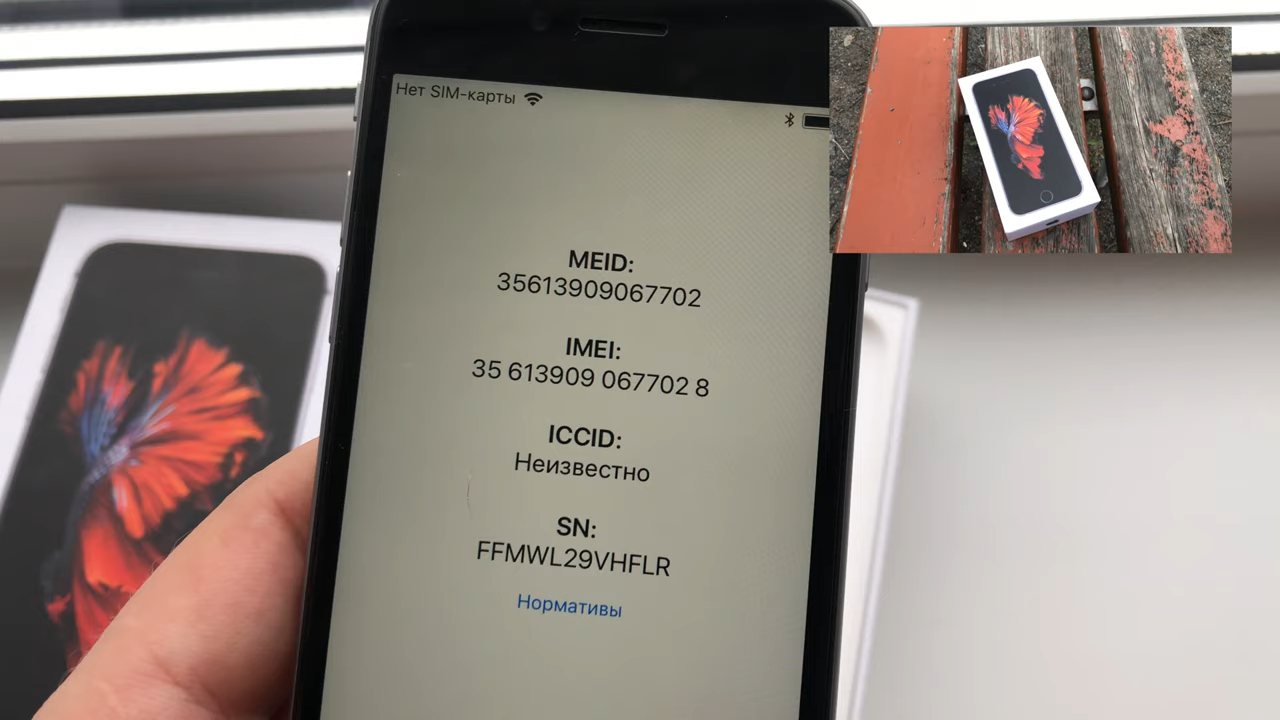 Нет SIM-карты
MEID:
35613909067702
IMEI:
35 613909 067702 8
ICCID:
Неизвестно
SN:
FFMWL29VHFLR
Нормативы